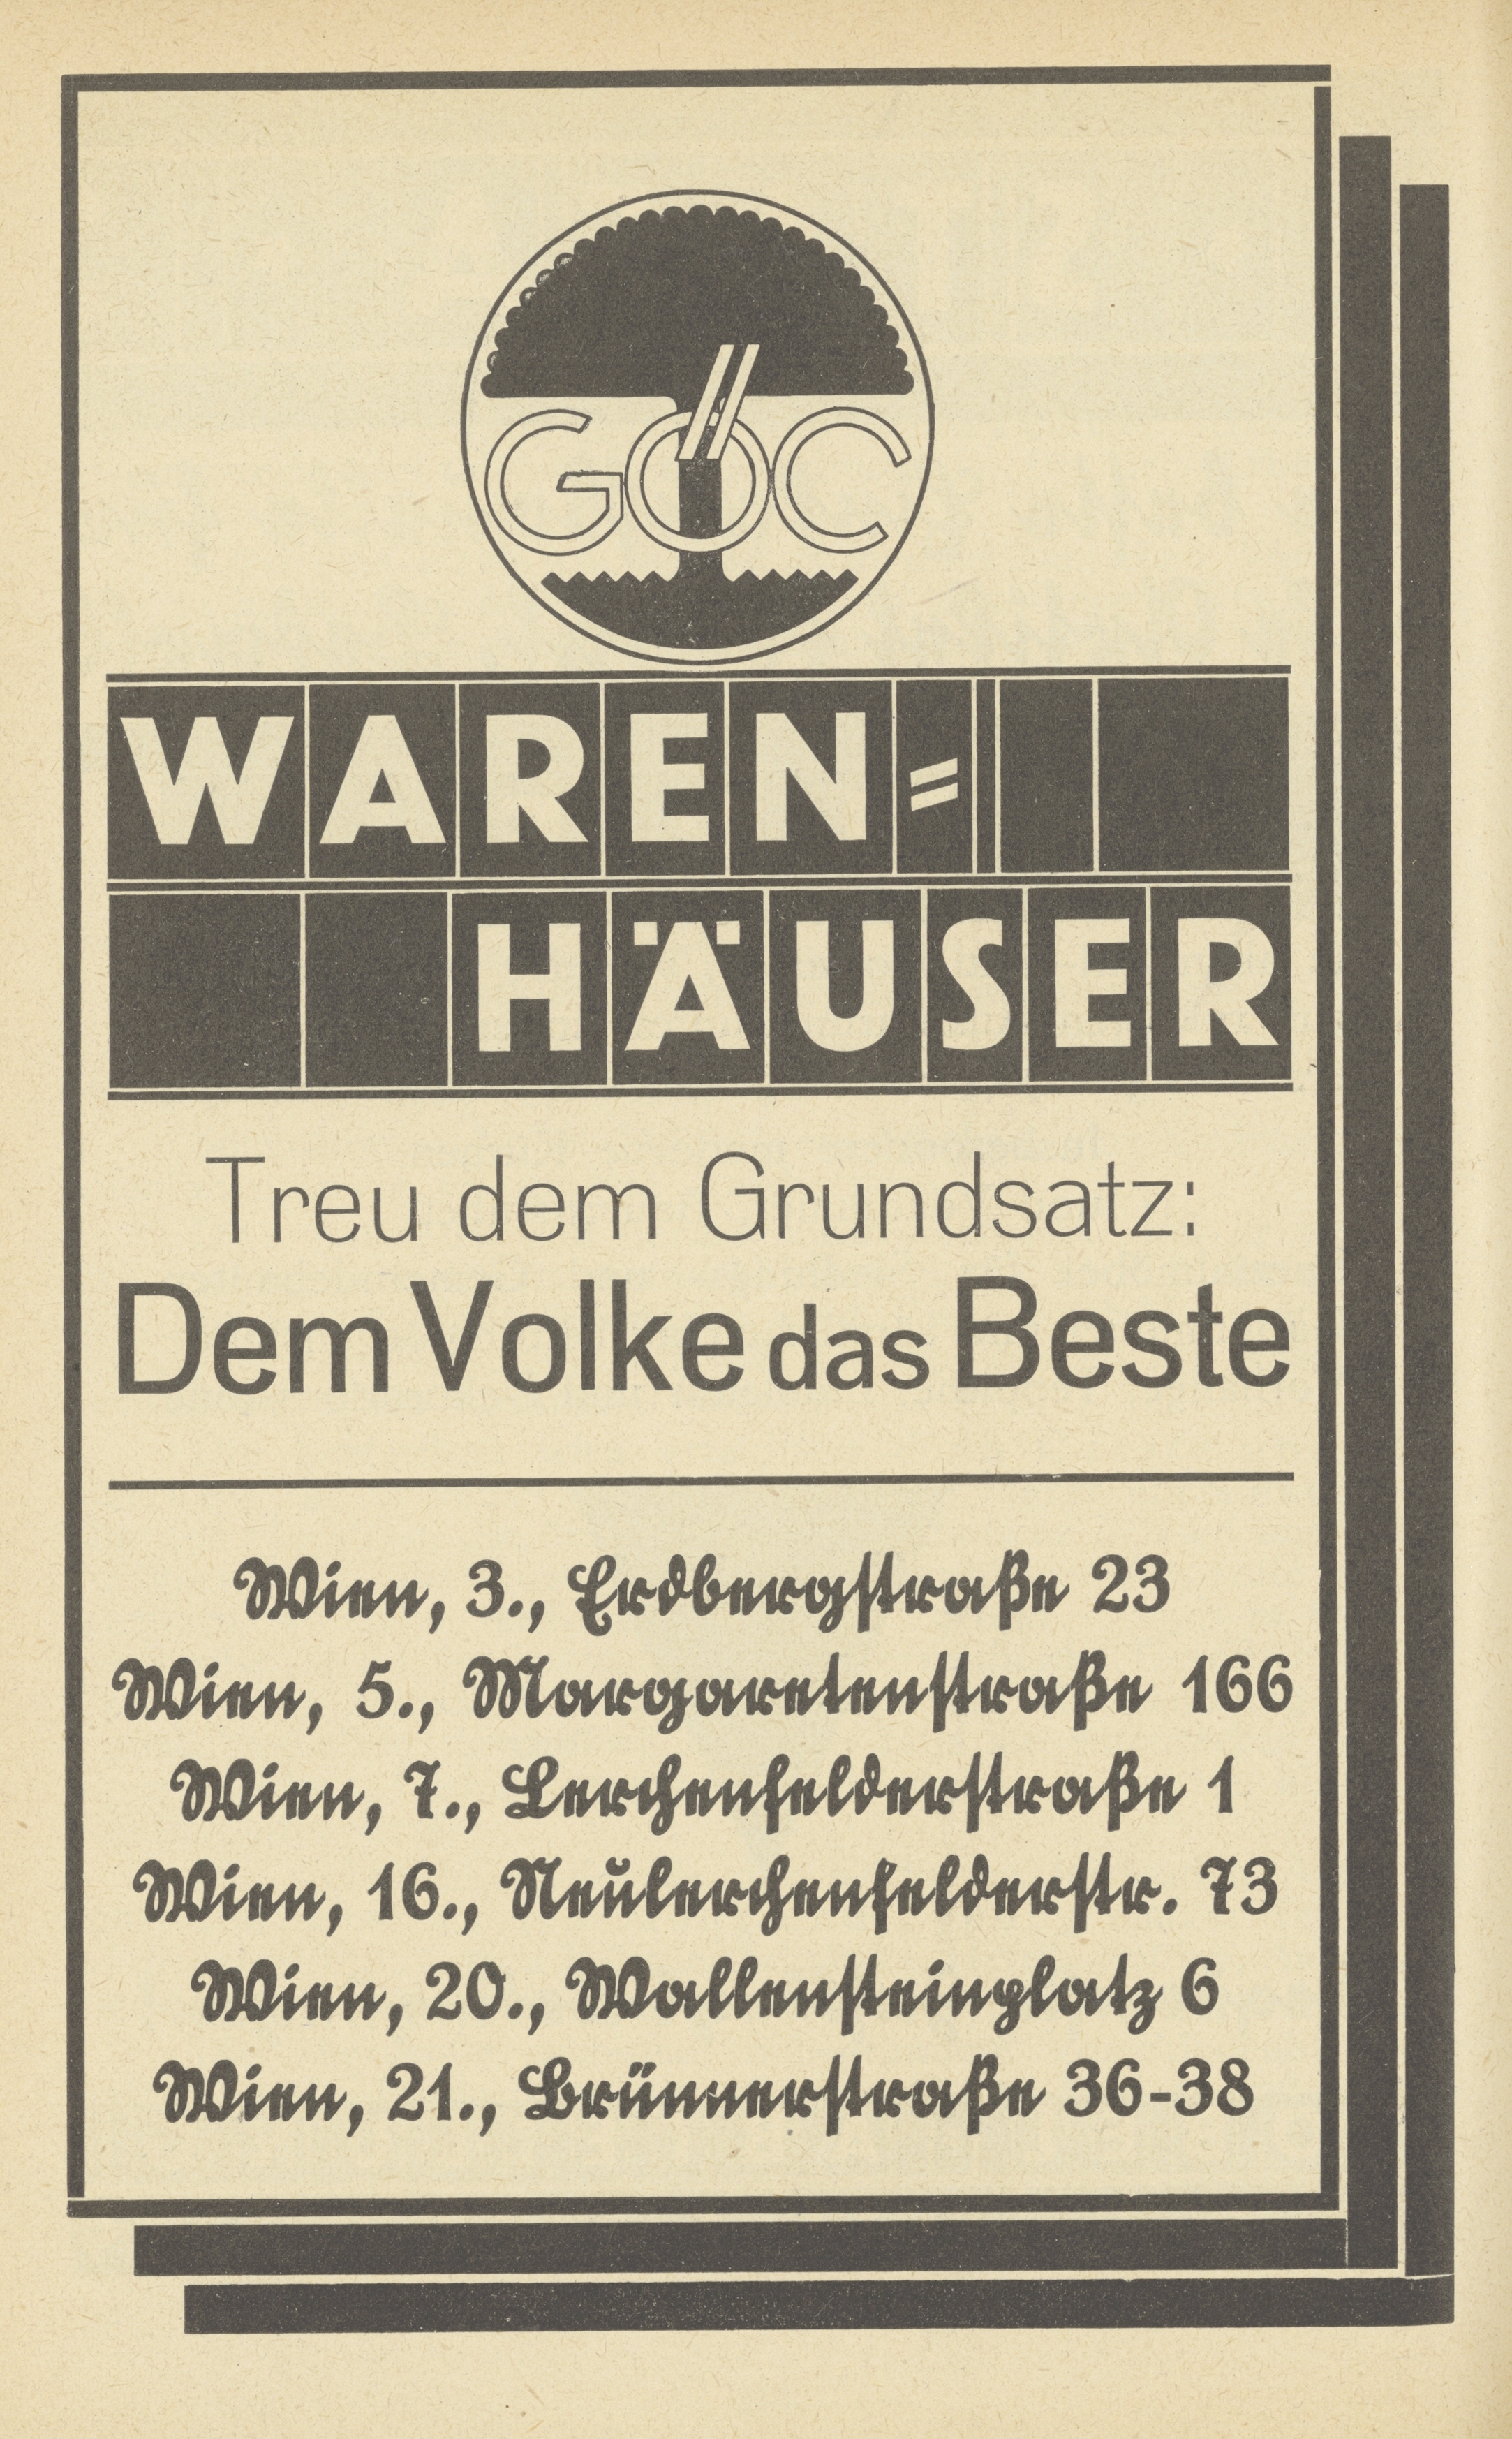 GÖC
WAREN=
HÄUSER
Treu dem Grundsatz:
Dem Volke das Beste
Wien, 3., Erdbergstraße 23
Wien, 5., Margaretenstraße 166
Wien, 7., Lerchenfelderstraße 1
Wien, 16., Neulerchenfelderstr. 73
Wien, 20., Wallensteinplatz 6
Wien, 21., Brünnerstraße 36-38